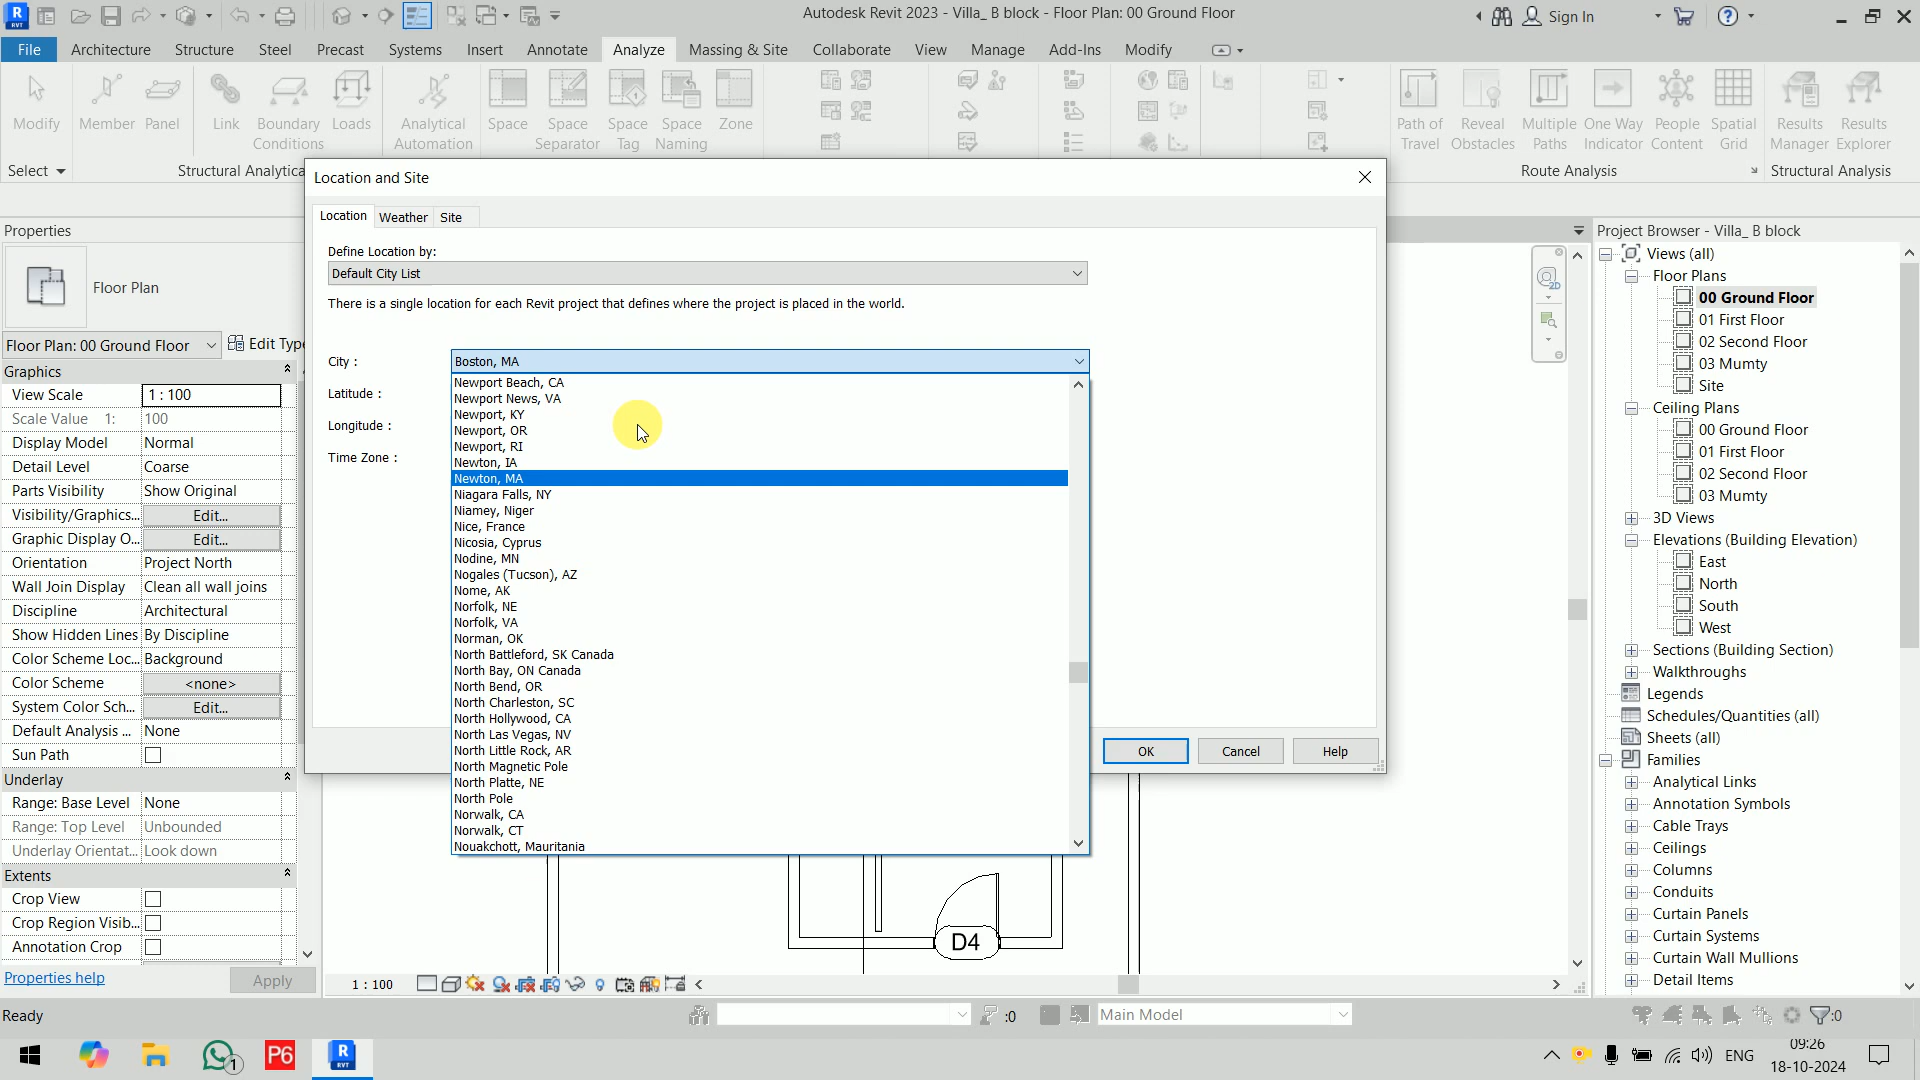 Autodesk Revit 2023 - Villa_ B block - Floor Plan: 00 Ground Floor
Sign In
File Architecture Structure Steel Precast Systems Insert Annotate Analyze Massing & Site Collaborate View Manage Add-Ins Modify
Modify Member Panel Link Boundary Conditions Loads Analytical Automation Space Space Separator Space Tag Space Naming Zone Path of Travel Reveal Obstacles Multiple Paths One Way Indicator People Content Spatial Grid Results Manager Results Explorer
Select Structural Analytica Route Analysis Structural Analysis
Location and Site
Location Weather Site
Define Location by:
Default City List
There is a single location for each Revit project that defines where the project is placed in the world.
City :
Boston, MA
Latitude :
Longitude :
Time Zone :
Newport Beach, CA
Newport News, VA
Newport, KY
Newport, OR
Newport, RI
Newton, IA
Newton, MA
Niagara Falls, NY
Niamey, Niger
Nice, France
Nicosia, Cyprus
Nodine, MN
Nogales (Tucson), AZ
Nome, AK
Norfolk, NE
Norfolk, VA
Norman, OK
North Battleford, SK Canada
North Bay, ON Canada
North Bend, OR
North Charleston, SC
North Hollywood, CA
North Las Vegas, NV
North Little Rock, AR
North Magnetic Pole
North Platte, NE
North Pole
Norwalk, CA
Norwalk, CT
Nouakchott, Mauritania
OK Cancel Help
Properties
Floor Plan
Floor Plan: 00 Ground Floor Edit Type
Graphics
View Scale 1 : 100
Scale Value 1: 100
Display Model Normal
Detail Level Coarse
Parts Visibility Show Original
Visibility/Graphics... Edit...
Graphic Display O... Edit...
Orientation Project North
Wall Join Display Clean all wall joins
Discipline Architectural
Show Hidden Lines By Discipline
Color Scheme Loc... Background
Color Scheme <none>
System Color Sch... Edit...
Default Analysis ... None
Sun Path
Underlay
Range: Base Level None
Range: Top Level Unbounded
Underlay Orientat... Look down
Extents
Crop View
Crop Region Visib...
Annotation Crop
Properties help Apply
D4
1 : 100
Project Browser - Villa_ B block
Views (all)
Floor Plans
00 Ground Floor
01 First Floor
02 Second Floor
03 Mumty
Site
Ceiling Plans
00 Ground Floor
01 First Floor
02 Second Floor
03 Mumty
3D Views
Elevations (Building Elevation)
East
North
South
West
Sections (Building Section)
Walkthroughs
Legends
Schedules/Quantities (all)
Sheets (all)
Families
Analytical Links
Annotation Symbols
Cable Trays
Ceilings
Columns
Conduits
Curtain Panels
Curtain Systems
Curtain Wall Mullions
Detail Items
Ready :0 Main Model :0
ENG 09:26
18-10-2024